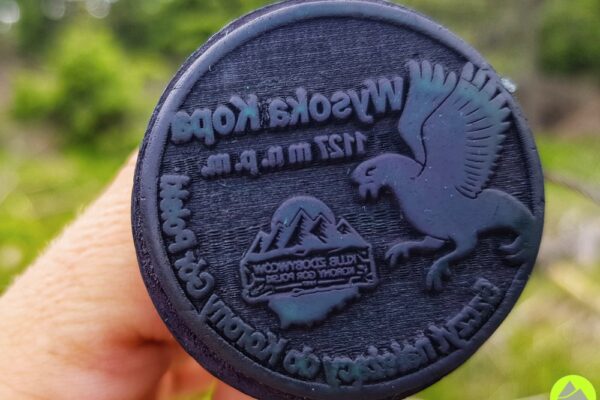 Wysoka Kopa
1127 m n. p. m.
KLUB ZDOBYWCÓW
KORONY GÓR POLSKI
Szczyt należący do Korony Gór Polski